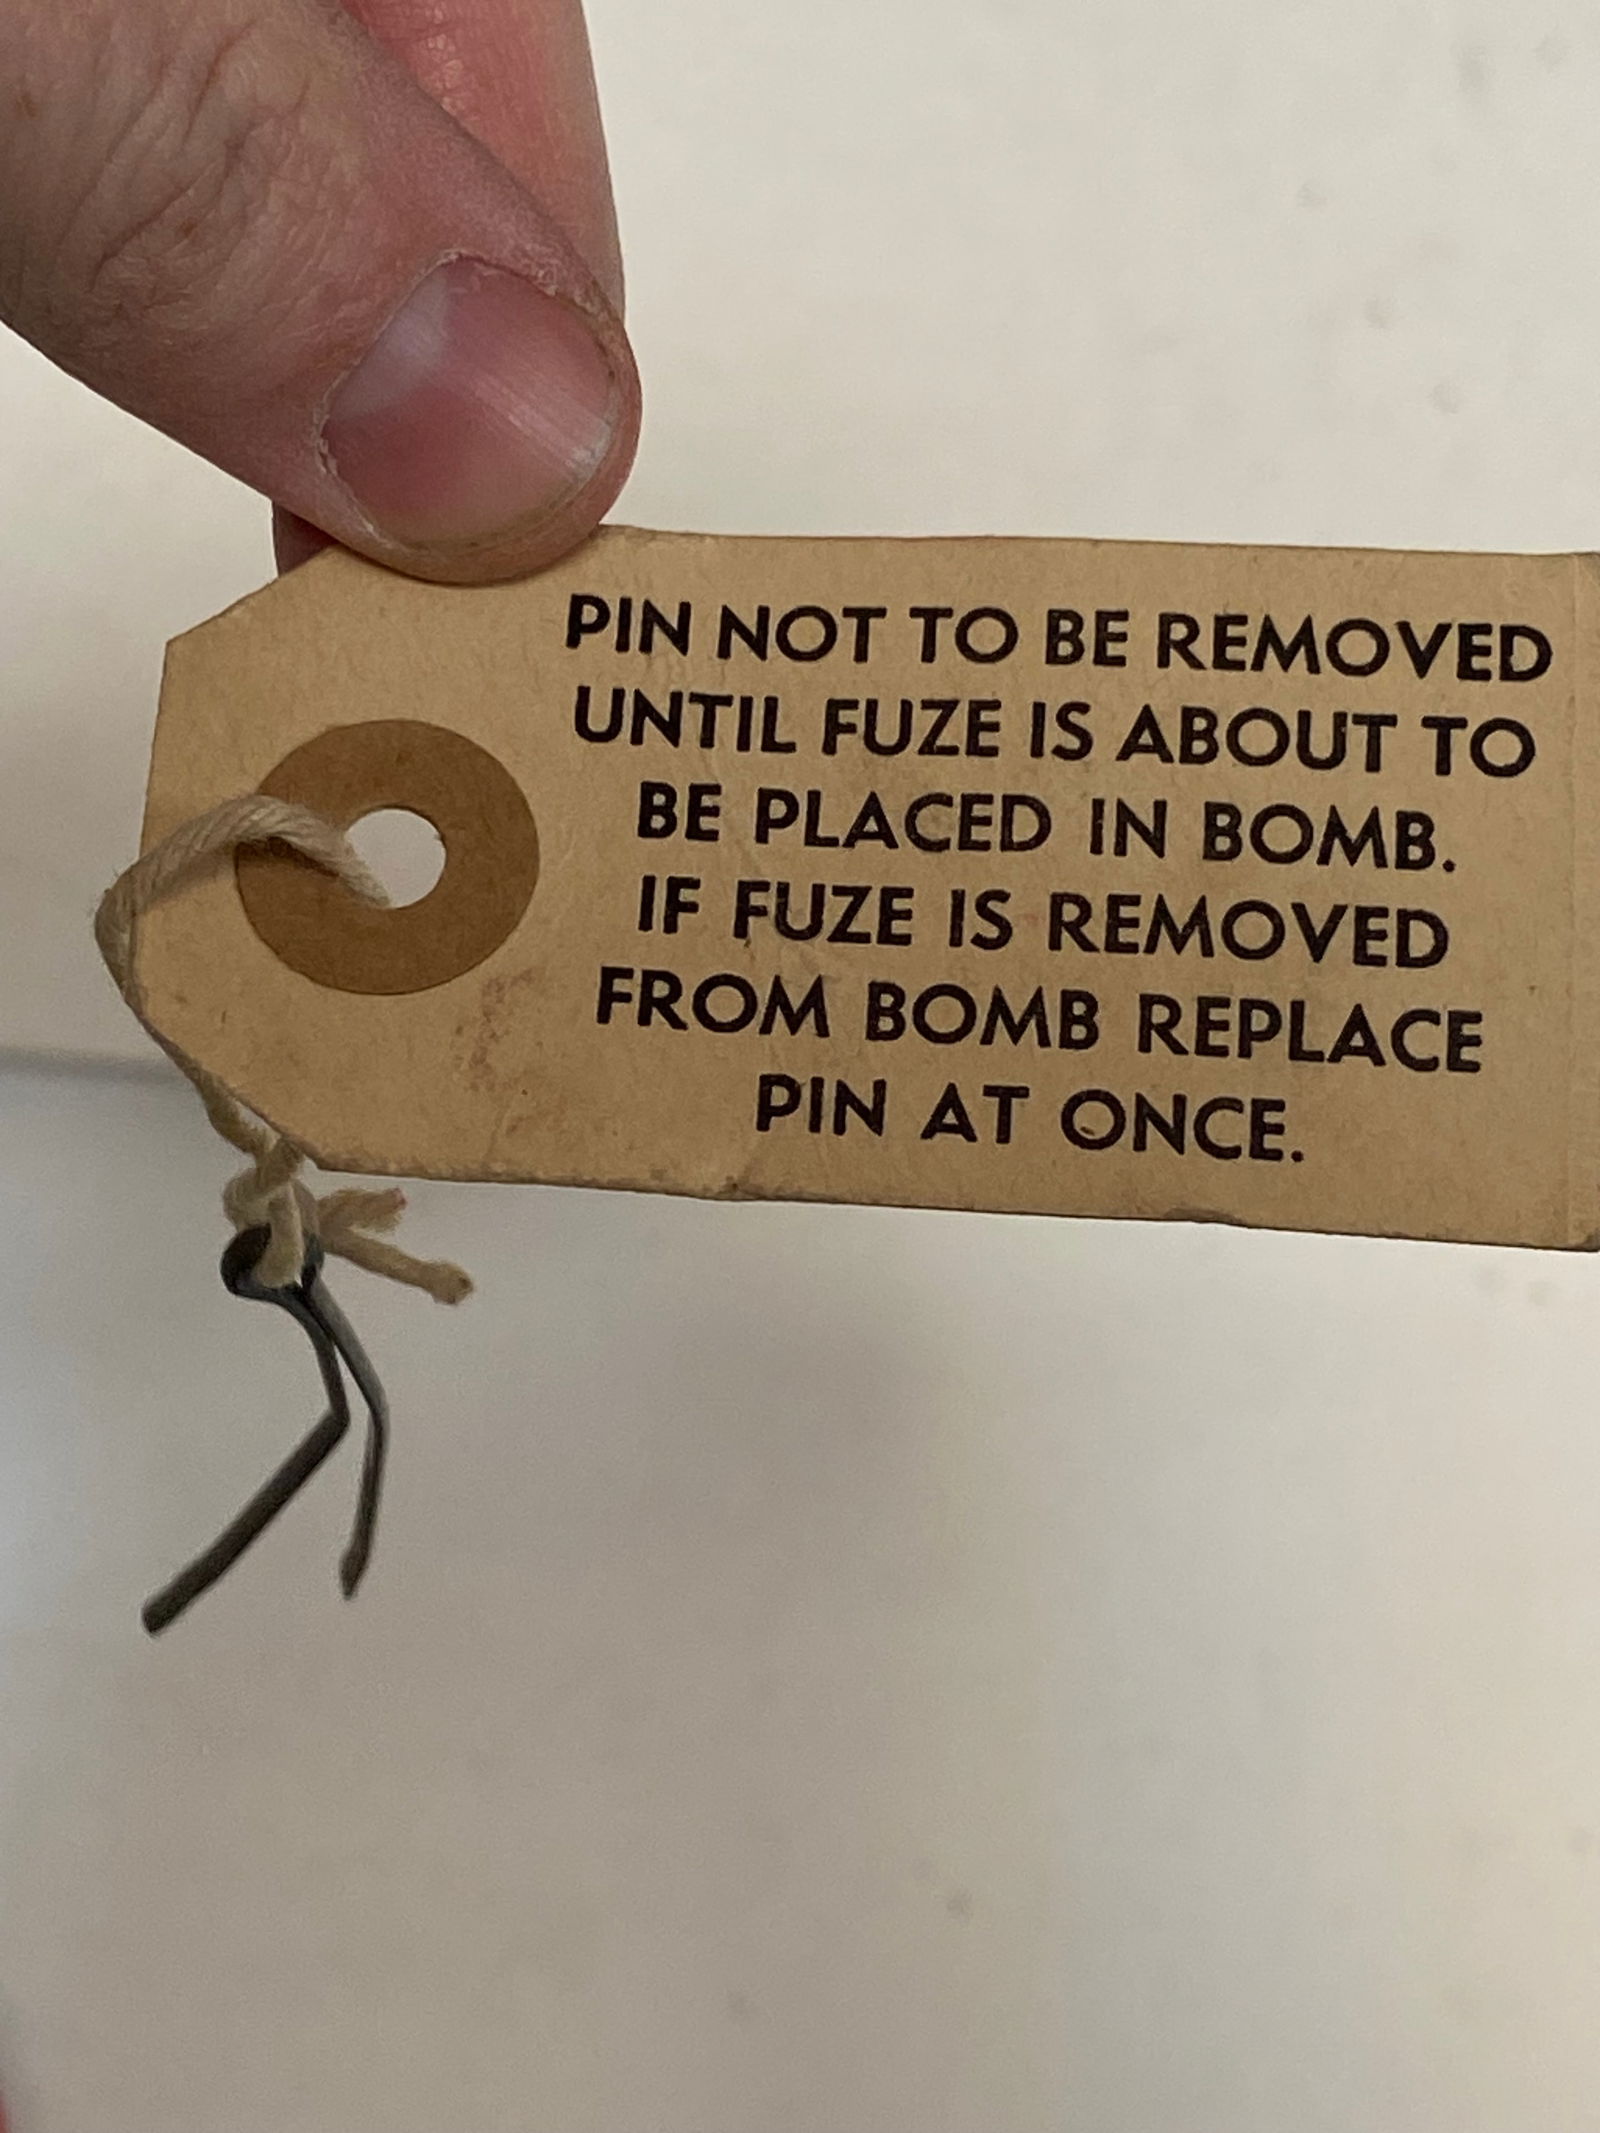 PIN NOT TO BE REMOVED
UNTIL FUZE IS ABOUT TO
BE PLACED IN BOMB.
IF FUZE IS REMOVED
FROM BOMB REPLACE
PIN AT ONCE.